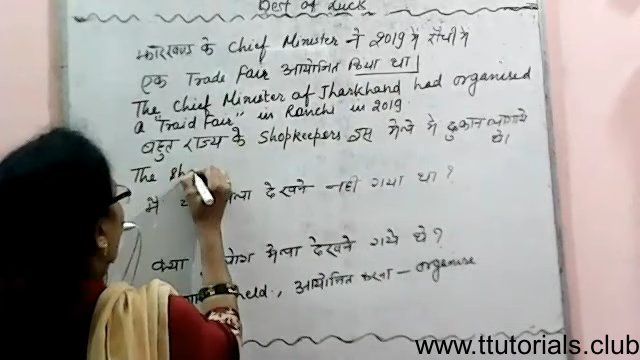 Best of Luck
झारखण्ड के Chief Minister ने 2019 में राँची में
एक Trade Fair आयोजित किया था |
The Chief Minister of Jharkhand had organised
a "Traid Fair" in Ranchi in 2019.
बहुत राज्य के Shopkeepers उस मेले में दुकान
थे।
The sh
मैं देखने नहीं गया था ?
क्या मेला देखने गये थे ?
held, आयोजित करना - organise
www.ttutorials.club